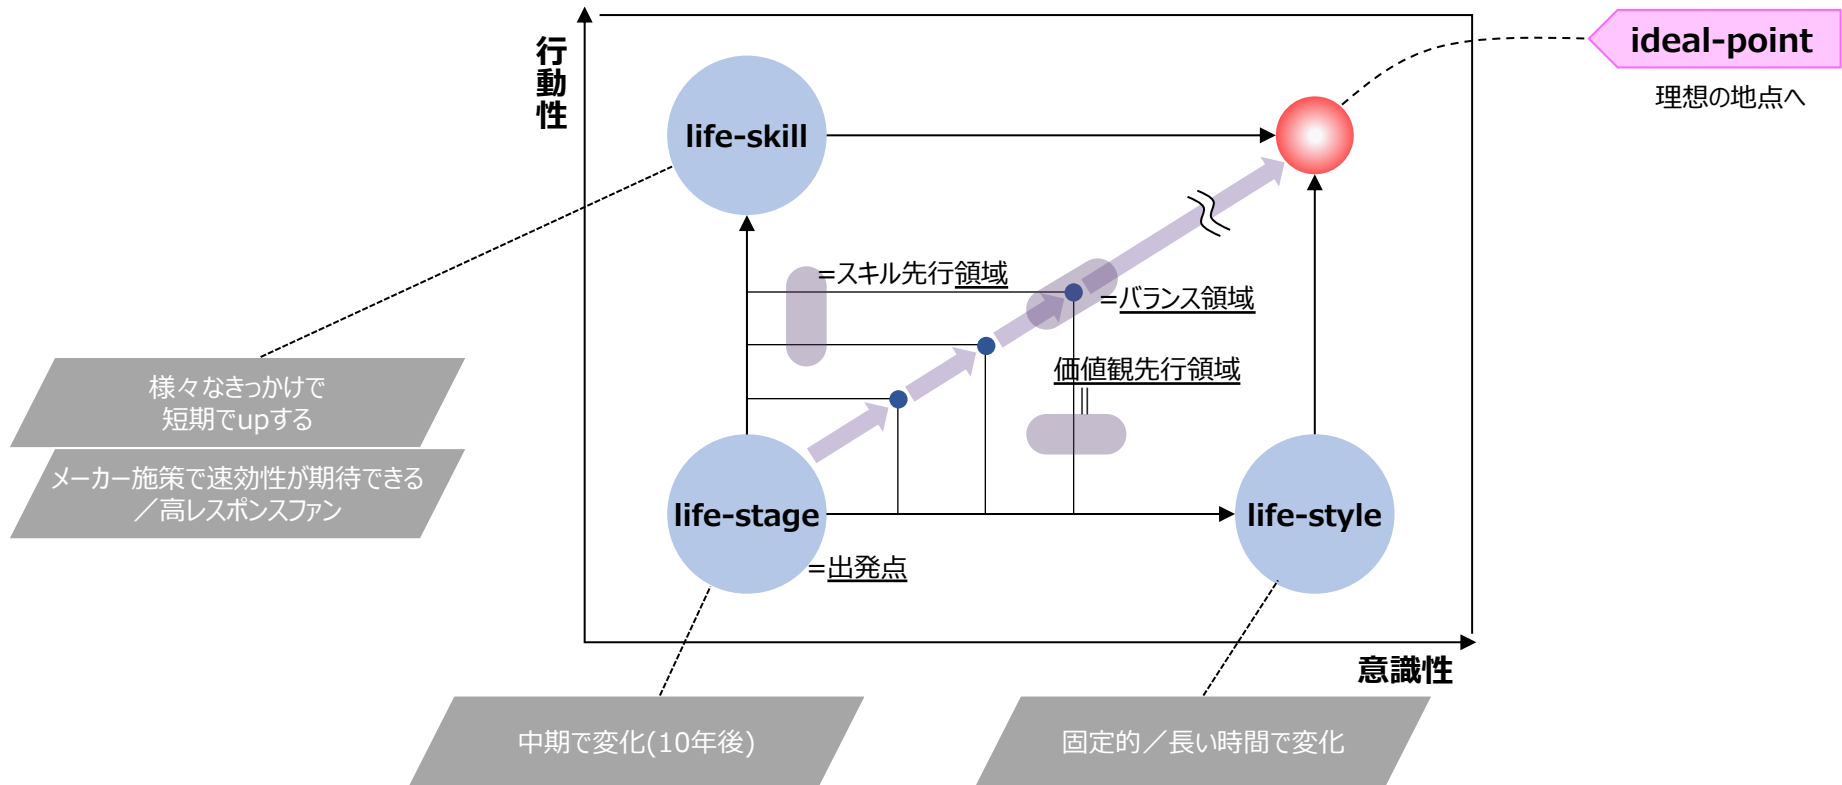 行動性
ideal-point
理想の地点へ
life-skill
=スキル先行領域
=バランス領域
価値観先行領域
様々なきっかけで
短期でupする
メーカー施策で速効性が期待できる
／高レスポンスファン
life-stage
life-style
=出発点
意識性
中期で変化(10年後)
固定的／長い時間で変化